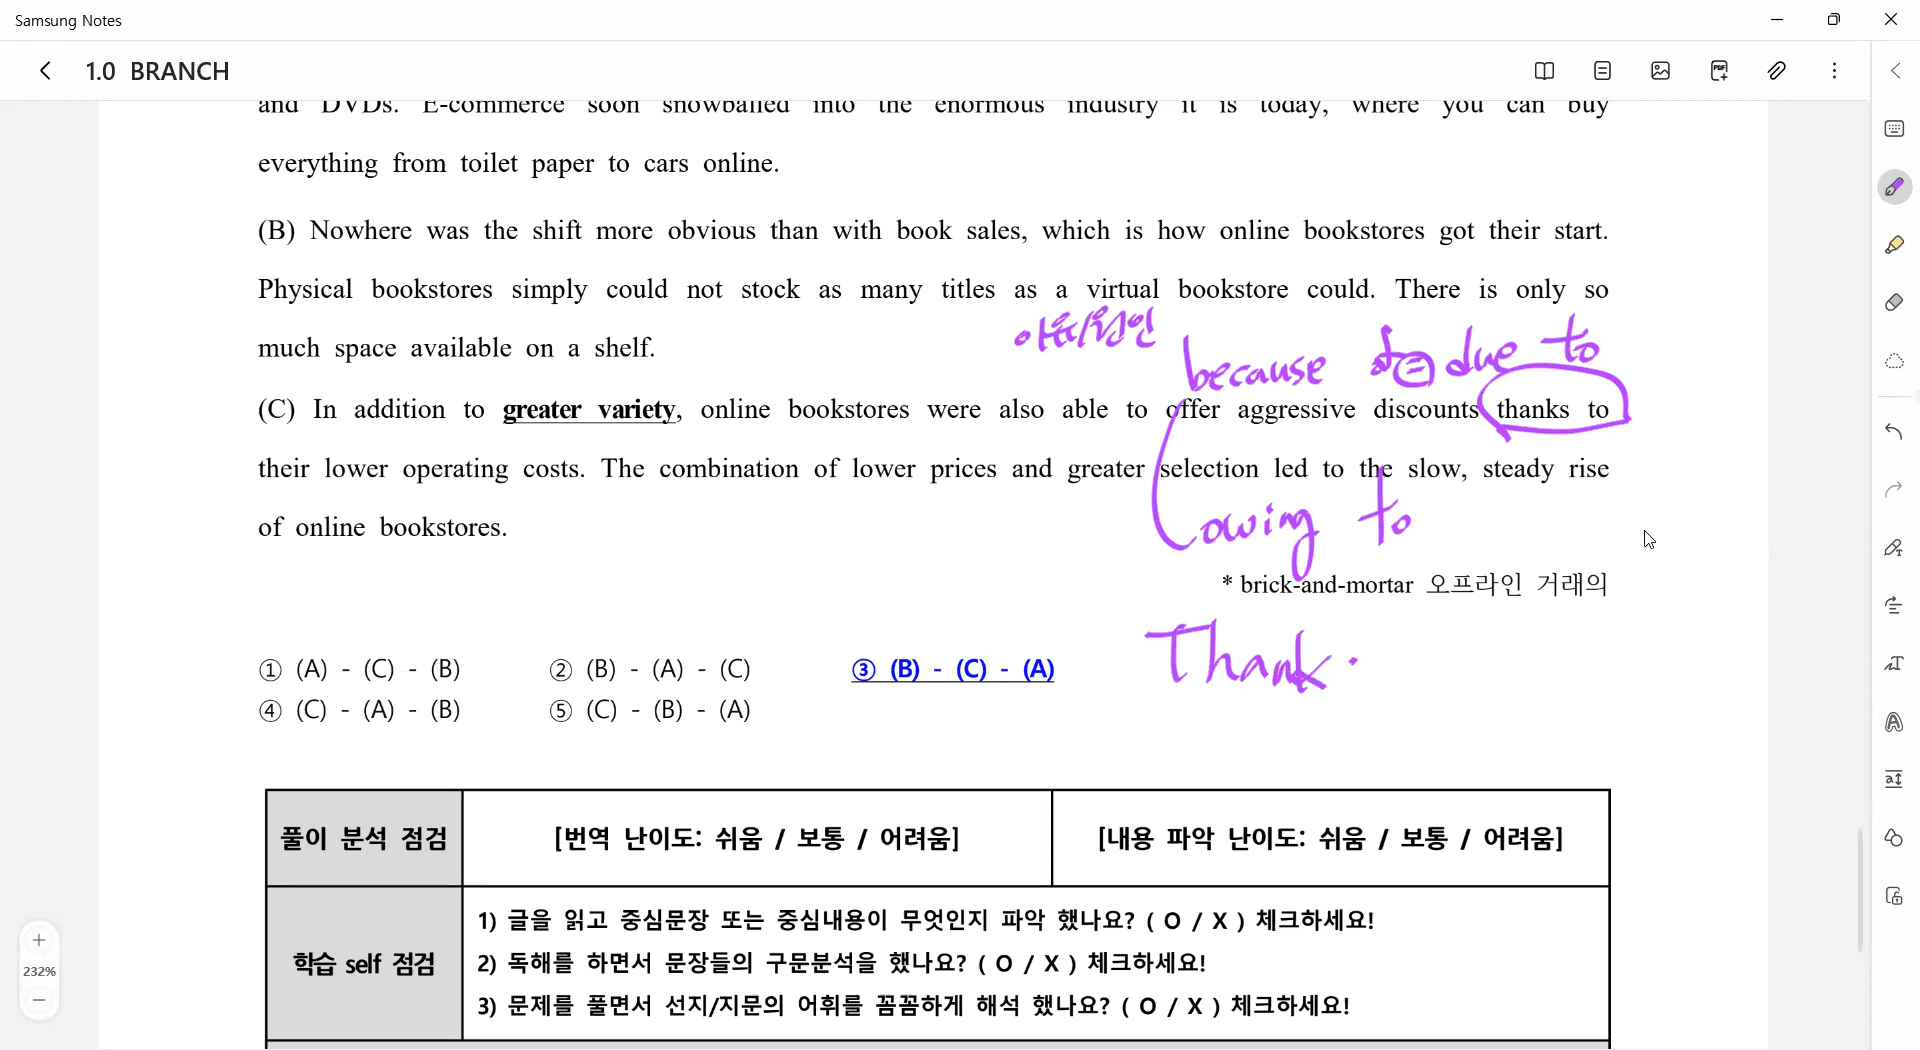 Samsung Notes
1.0 BRANCH
and DVDs. E-commerce soon snowballed into the enormous industry it is today, where you can buy
everything from toilet paper to cars online.
(B) Nowhere was the shift more obvious than with book sales, which is how online bookstores got their start.
Physical bookstores simply could not stock as many titles as a virtual bookstore could. There is only so
이유/원인
much space available on a shelf.
because of due to
(C) In addition to greater variety, online bookstores were also able to offer aggressive discounts thanks to
their lower operating costs. The combination of lower prices and greater selection led to the slow, steady rise
of online bookstores.
owing to
* brick-and-mortar 오프라인 거래의
Thank
① (A) - (C) - (B) ② (B) - (A) - (C) ③ (B) - (C) - (A)
④ (C) - (A) - (B) ⑤ (C) - (B) - (A)
풀이 분석 점검 [번역 난이도: 쉬움 / 보통 / 어려움] [내용 파악 난이도: 쉬움 / 보통 / 어려움]
학습 self 점검
1) 글을 읽고 중심문장 또는 중심내용이 무엇인지 파악 했나요? ( O / X ) 체크하세요!
2) 독해를 하면서 문장들의 구문분석을 했나요? ( O / X ) 체크하세요!
3) 문제를 풀면서 선지/지문의 어휘를 꼼꼼하게 해석 했나요? ( O / X ) 체크하세요!
232%